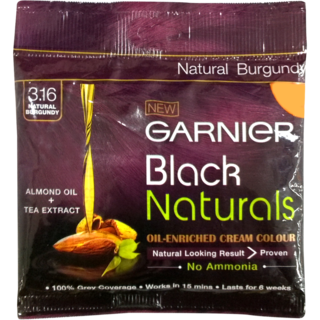 Natural Burgundy
3.16
NATURAL
BURGUNDY
NEW
GARNIER
Black
Naturals
ALMOND OIL
+
TEA EXTRACT
OIL-ENRICHED CREAM COLOUR
Natural Looking Result > Proven
• No Ammonia
• 100% Grey Coverage • Works in 15 mins • Lasts for 6 weeks